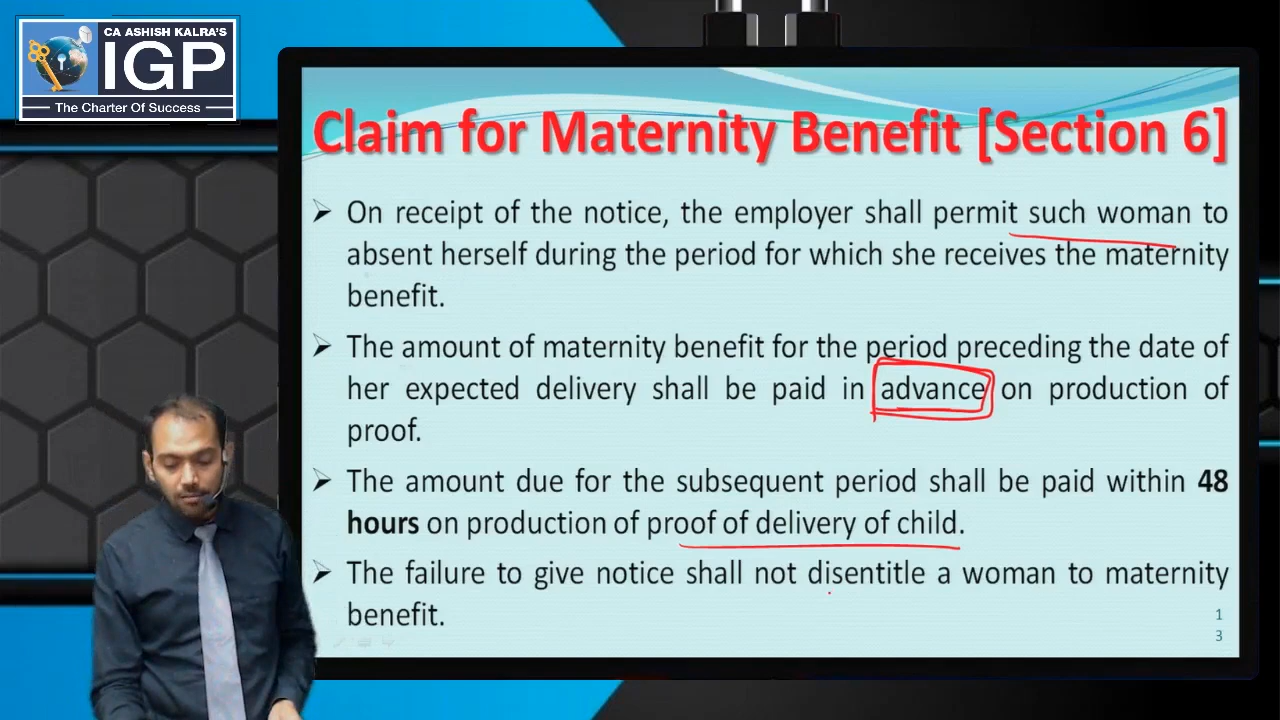 CA ASHISH KALRA'S
IGP
The Charter Of Success
Claim for Maternity Benefit [Section 6]
➢ On receipt of the notice, the employer shall permit such woman to
absent herself during the period for which she receives the maternity
benefit.
➢ The amount of maternity benefit for the period preceding the date of
her expected delivery shall be paid in advance on production of
proof.
➢ The amount due for the subsequent period shall be paid within 48
hours on production of proof of delivery of child.
➢ The failure to give notice shall not disentitle a woman to maternity
benefit.
1
3